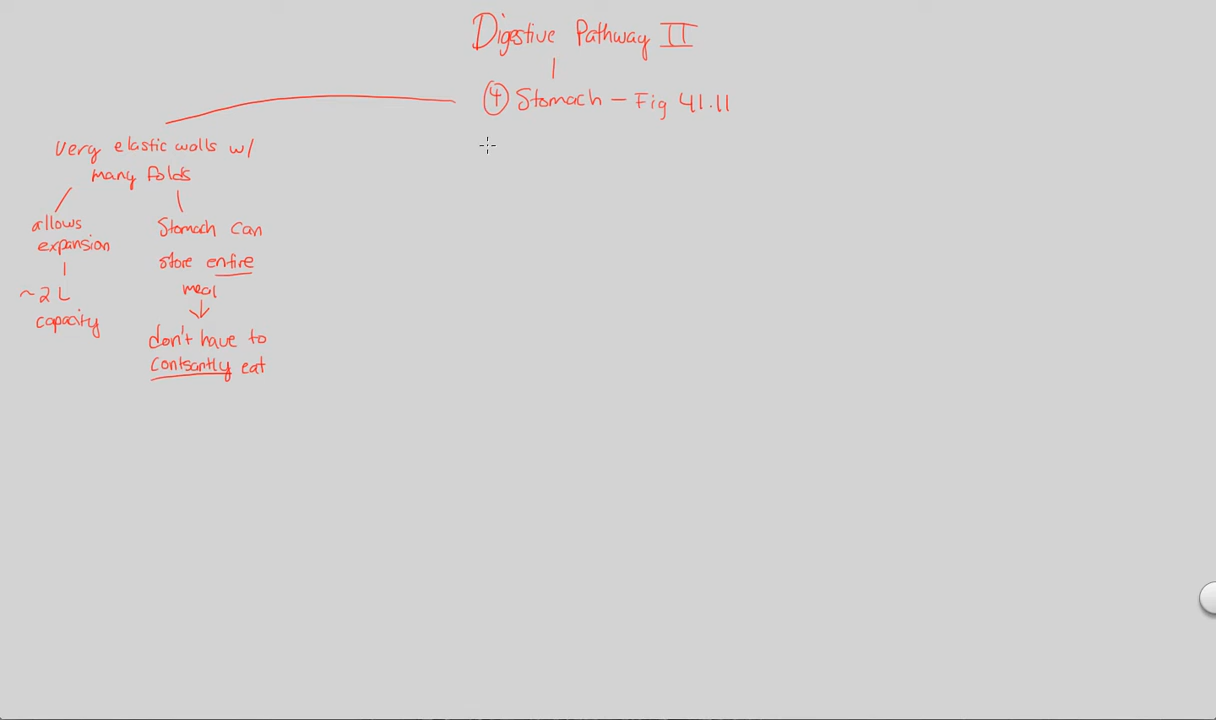 Digestive Pathway II
④ Stomach - Fig 41.11
Very elastic walls w/
many folds
allows
expansion
~2 L
capacity
Stomach can
store entire
meal
don't have to
contsantly eat